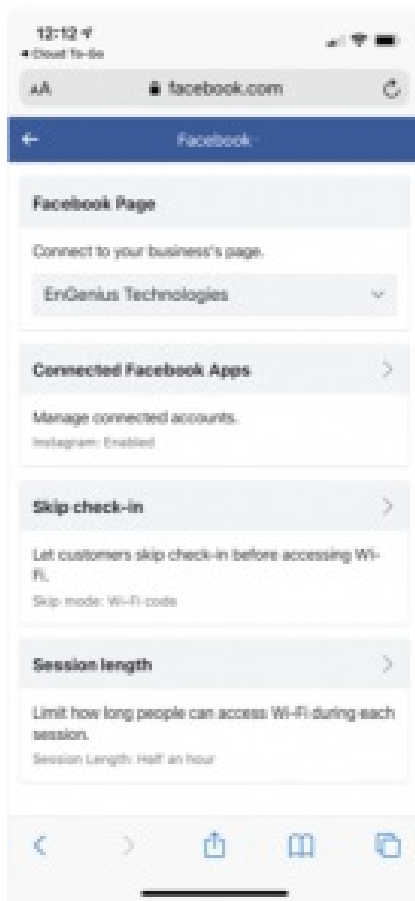 12:12
◀ Cloud To-Go
AA facebook.com
Facebook
Facebook Page
Connect to your business's page.
EnGenius Technologies
Connected Facebook Apps
Manage connected accounts.
Instagram: Enabled
Skip check-in
Let customers skip check-in before accessing Wi-
Fi.
Skip mode: Wi-Fi code
Session length
Limit how long people can access Wi-Fi during each
session.
Session Length: Half an hour